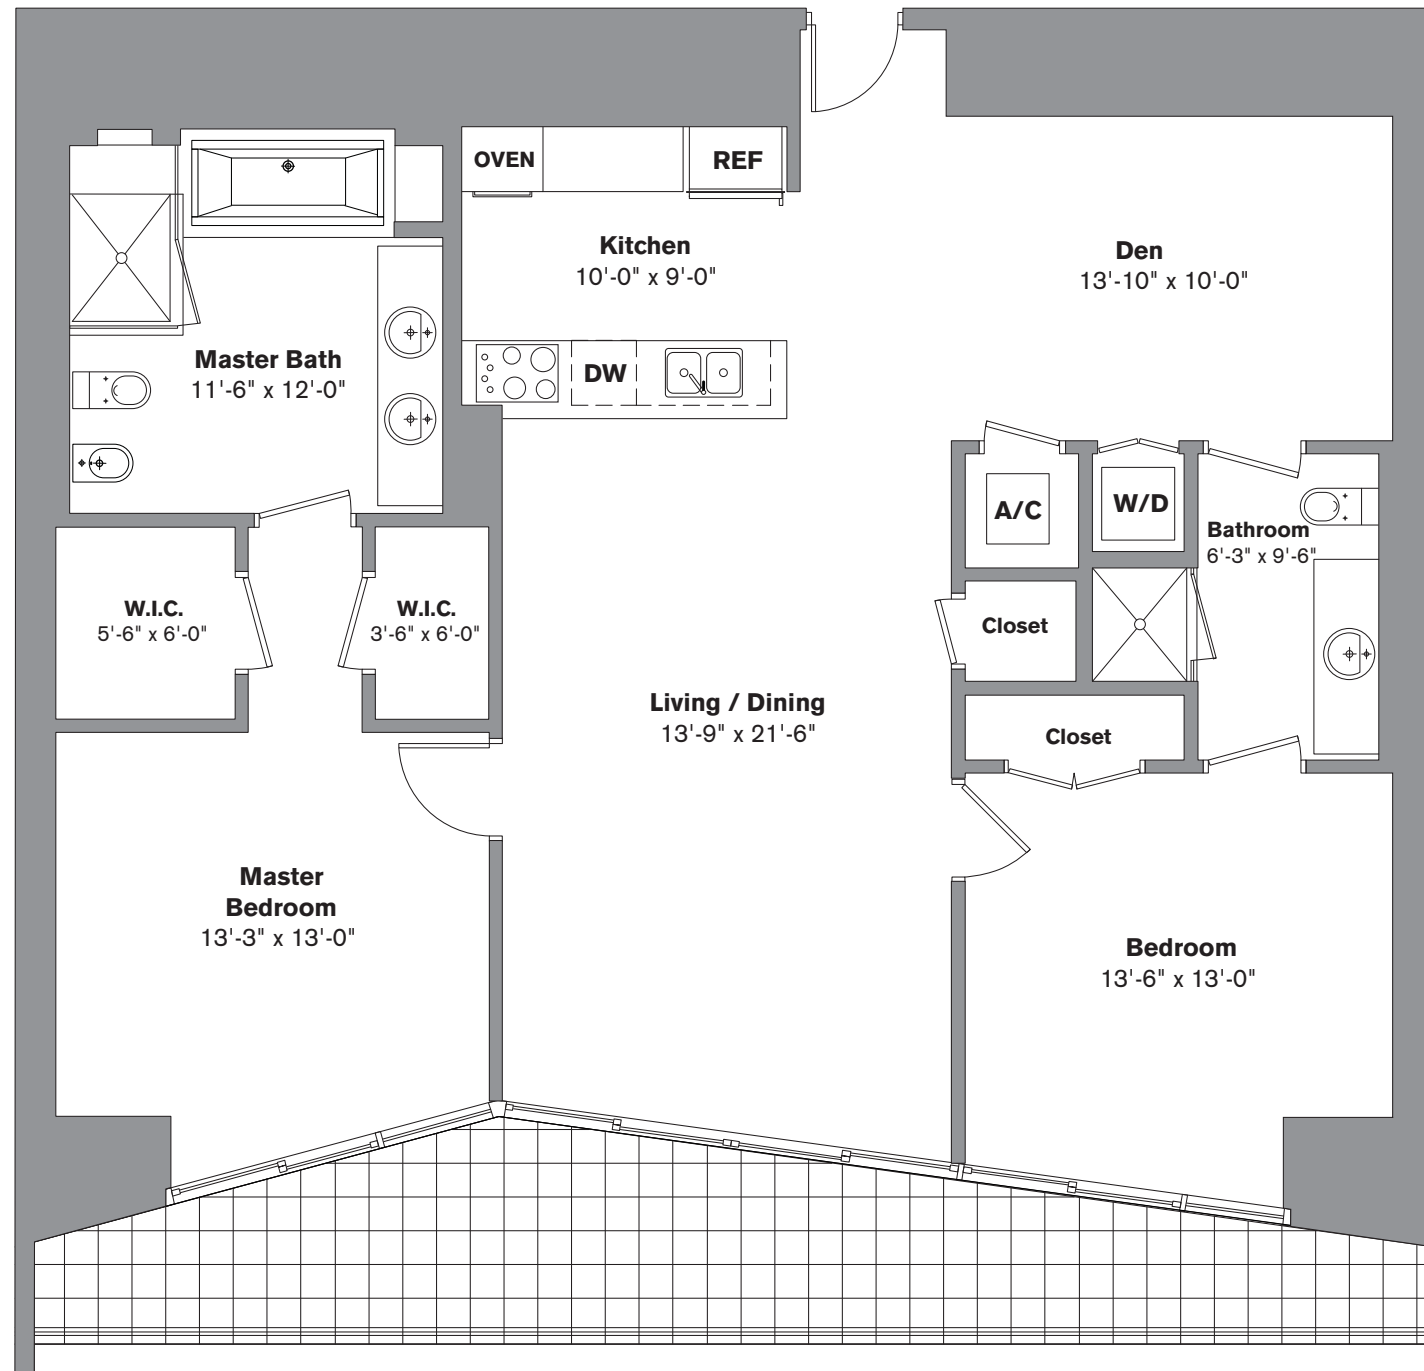 OVEN
REF
Kitchen
10'-0" x 9'-0"
Den
13'-10" x 10'-0"
Master Bath
11'-6" x 12'-0"
DW
A/C
W/D
Bathroom
6'-3" x 9'-6"
W.I.C.
5'-6" x 6'-0"
W.I.C.
3'-6" x 6'-0"
Closet
Living / Dining
13'-9" x 21'-6"
Closet
Master
Bedroom
13'-3" x 13'-0"
Bedroom
13'-6" x 13'-0"